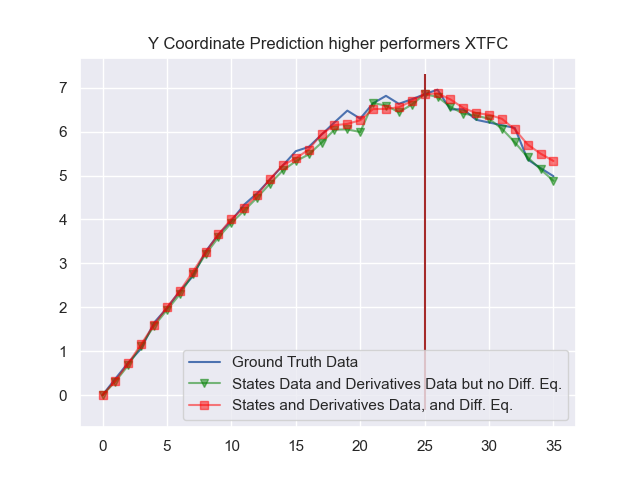 Y Coordinate Prediction higher performers XTFC
7
6
5
4
3
2
1
0
Ground Truth Data
States Data and Derivatives Data but no Diff. Eq.
States and Derivatives Data, and Diff. Eq.
0 5 10 15 20 25 30 35